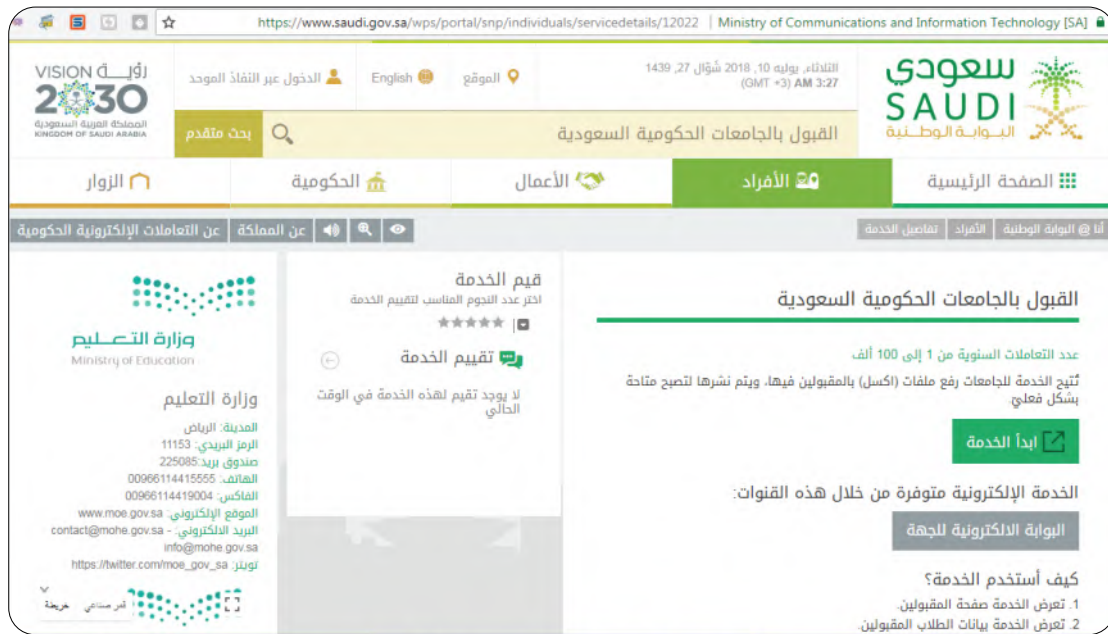 https://www.saudi.gov.sa/wps/portal/snp/individuals/servicedetails/12022 | Ministry of Communications and Information Technology [SA]
سعودي
SAUDI
البوابة الوطنية
الثلاثاء, يوليه 10, 2018 شوّال 27, 1439
(GMT +3) AM 3:27
الموقع
English
الدخول عبر النفاذ الموحد
VISION رؤية
2030
المملكة العربية السعودية
KINGDOM OF SAUDI ARABIA
القبول بالجامعات الحكومية السعودية
بحث متقدم
الصفحة الرئيسية
الأفراد
الأعمال
الحكومية
الزوار
أنا @ البوابة الوطنية
الأفراد
تفاصيل الخدمة
عن المملكة
عن التعاملات الإلكترونية الحكومية
القبول بالجامعات الحكومية السعودية
عدد التعاملات السنوية من 1 إلى 100 ألف
تُتيح الخدمة للجامعات رفع ملفات (اكسل) بالمقبولين فيها، ويتم نشرها لتصبح متاحة
بشكل فعليّ.
ابدأ الخدمة
الخدمة الإلكترونية متوفرة من خلال هذه القنوات:
البوابة الالكترونية للجهة
كيف أستخدم الخدمة؟
1. تعرض الخدمة صفحة المقبولين.
2. تعرض الخدمة بيانات الطلاب المقبولين.
قيم الخدمة
اختر عدد النجوم المناسب لتقييم الخدمة
تقييم الخدمة
لا يوجد تقيم لهذه الخدمة في الوقت
الحالي
وزارة التعليم
Ministry of Education
وزارة التعليم
المدينة: الرياض
الرمز البريدي: 11153
صندوق بريد:225085
الهاتف: 00966114415555
الفاكس: 00966114419004
الموقع الإلكتروني: www.moe.gov.sa
البريد الالكتروني: contact@mohe.gov.sa -
info@mohe.gov.sa
تويتر: https://twitter.com/moe_gov_sa
قمر صناعي
خريطة